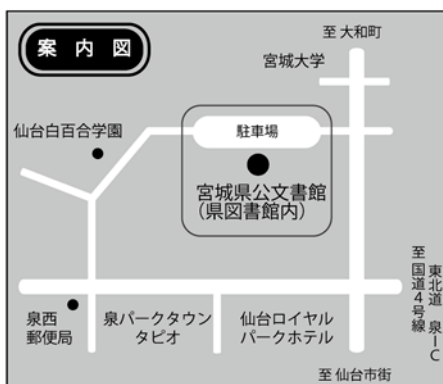 案内図
至 大和町
宮城大学
仙台白百合学園
駐車場
宮城県公文書館
（県図書館内）
東北道 泉IC
至 国道4号線
泉西
郵便局
泉パークタウン
タピオ
仙台ロイヤル
パークホテル
至 仙台市街